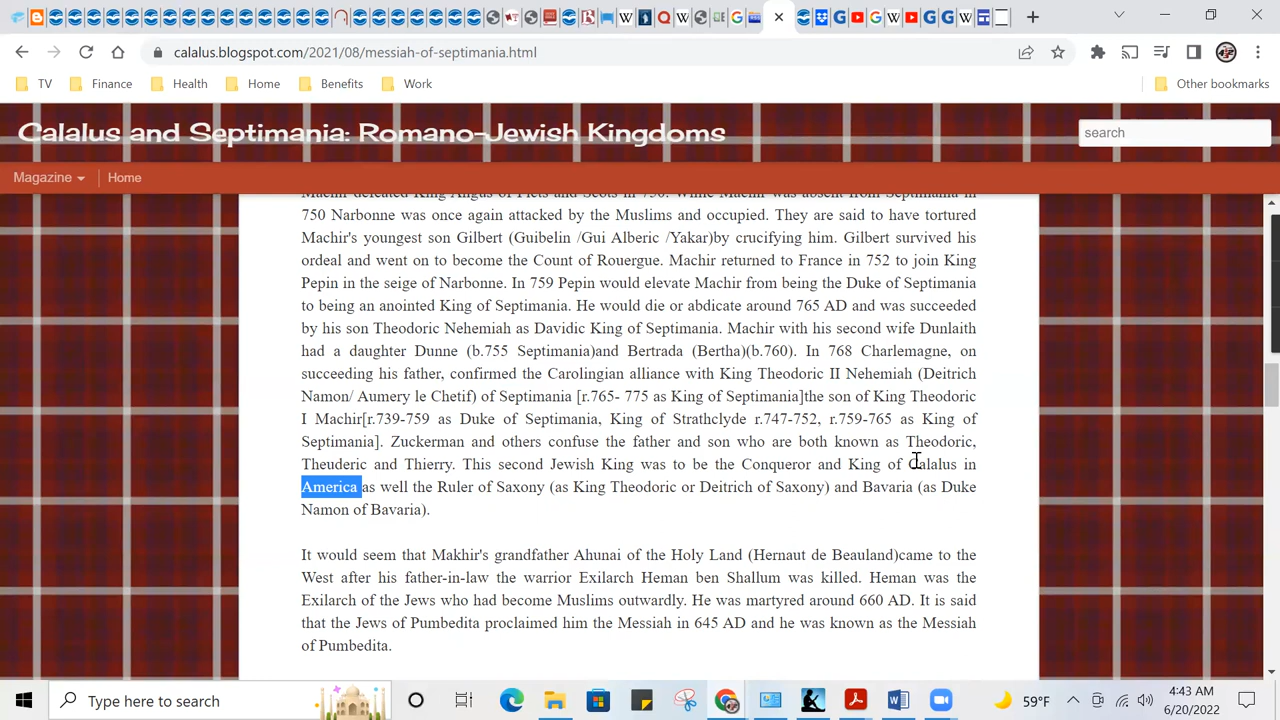 calalus.blogspot.com/2021/08/messiah-of-septimania.html
TV
Finance
Health
Home
Benefits
Work
Other bookmarks
Calalus and Septimania: Romano-Jewish Kingdoms
search
Magazine
Home
Machir defeated King Angus of Picts and Scots in 750. While Machir was absent from Septimania in
750 Narbonne was once again attacked by the Muslims and occupied. They are said to have tortured
Machir's youngest son Gilbert (Guibelin /Gui Alberic /Yakar)by crucifying him. Gilbert survived his
ordeal and went on to become the Count of Rouergue. Machir returned to France in 752 to join King
Pepin in the seige of Narbonne. In 759 Pepin would elevate Machir from being the Duke of Septimania
to being an anointed King of Septimania. He would die or abdicate around 765 AD and was succeeded
by his son Theodoric Nehemiah as Davidic King of Septimania. Machir with his second wife Dunlaith
had a daughter Dunne (b.755 Septimania)and Bertrada (Bertha)(b.760). In 768 Charlemagne, on
succeeding his father, confirmed the Carolingian alliance with King Theodoric II Nehemiah (Deitrich
Namon/ Aumery le Chetif) of Septimania [r.765- 775 as King of Septimania]the son of King Theodoric
I Machir[r.739-759 as Duke of Septimania, King of Strathclyde r.747-752, r.759-765 as King of
Septimania]. Zuckerman and others confuse the father and son who are both known as Theodoric,
Theuderic and Thierry. This second Jewish King was to be the Conqueror and King of Calalus in
America as well the Ruler of Saxony (as King Theodoric or Deitrich of Saxony) and Bavaria (as Duke
Namon of Bavaria).
It would seem that Makhir's grandfather Ahunai of the Holy Land (Hernaut de Beauland)came to the
West after his father-in-law the warrior Exilarch Heman ben Shallum was killed. Heman was the
Exilarch of the Jews who had become Muslims outwardly. He was martyred around 660 AD. It is said
that the Jews of Pumbedita proclaimed him the Messiah in 645 AD and he was known as the Messiah
of Pumbedita.
Type here to search
59°F
4:43 AM
6/20/2022